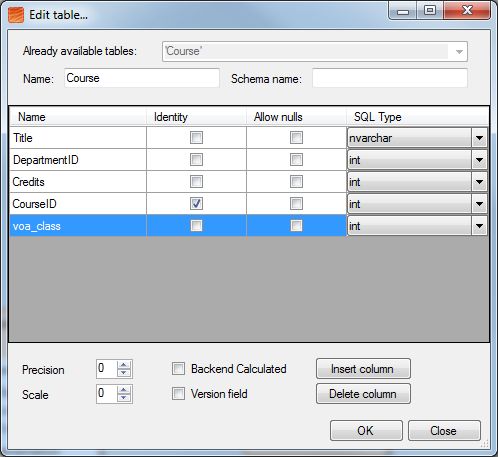 Edit table...
Already available tables: 'Course'
Name: Course Schema name:
Name Identity Allow nulls SQL Type
Title nvarchar
DepartmentID int
Credits int
CourseID int
voa_class int
Precision 0 Backend Calculated Insert column
Scale 0 Version field Delete column
OK Close